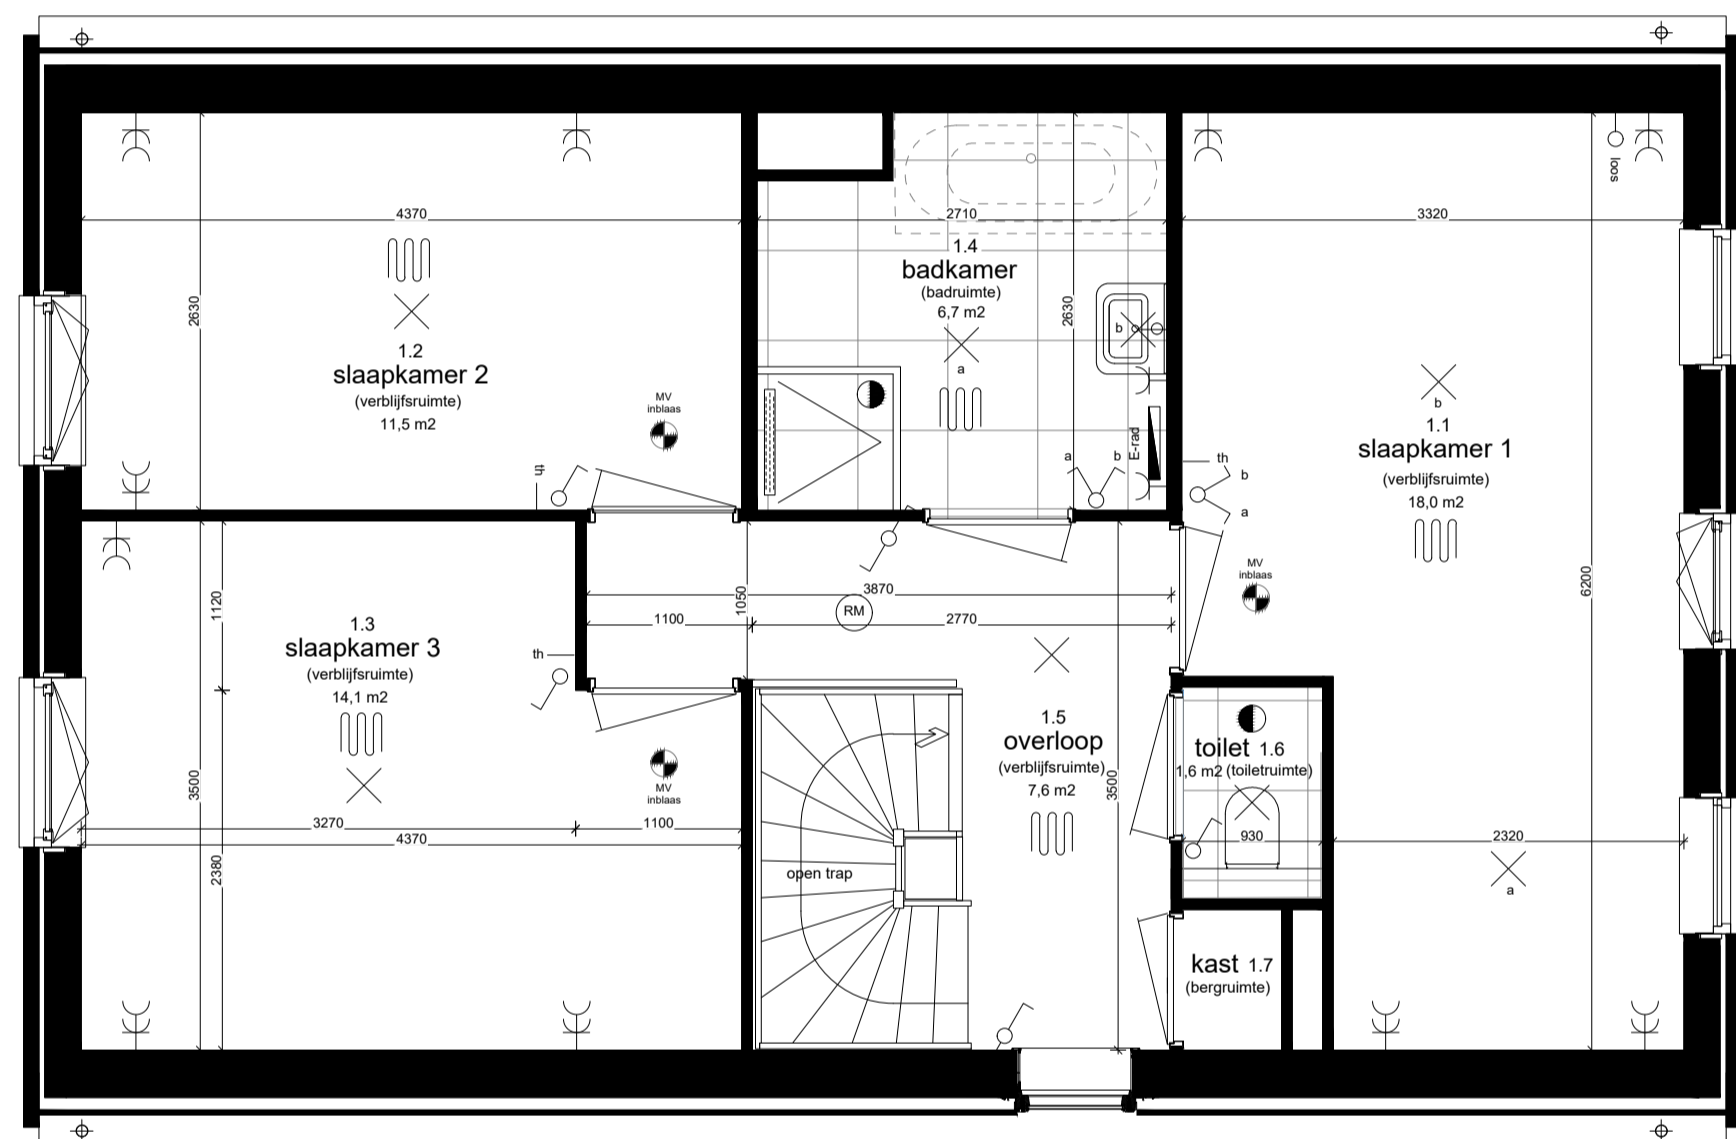 loos
4370
2710
3320
1.4
badkamer
(badruimte)
6,7 m2
a
b
2630
2630
1.2
slaapkamer 2
(verblijfsruimte)
11,5 m2
MV
inblaas
th
E-rad
a
b
b
1.1
slaapkamer 1
(verblijfsruimte)
18,0 m2
th
b
a
MV
inblaas
6200
3870
1050
1100
RM
2770
1120
1.3
slaapkamer 3
(verblijfsruimte)
14,1 m2
th
MV
inblaas
3500
3270
1100
4370
2380
open trap
1.5
overloop
(verblijfsruimte)
7,6 m2
3500
toilet 1.6
1,6 m2 (toiletruimte)
930
2320
a
kast 1.7
(bergruimte)